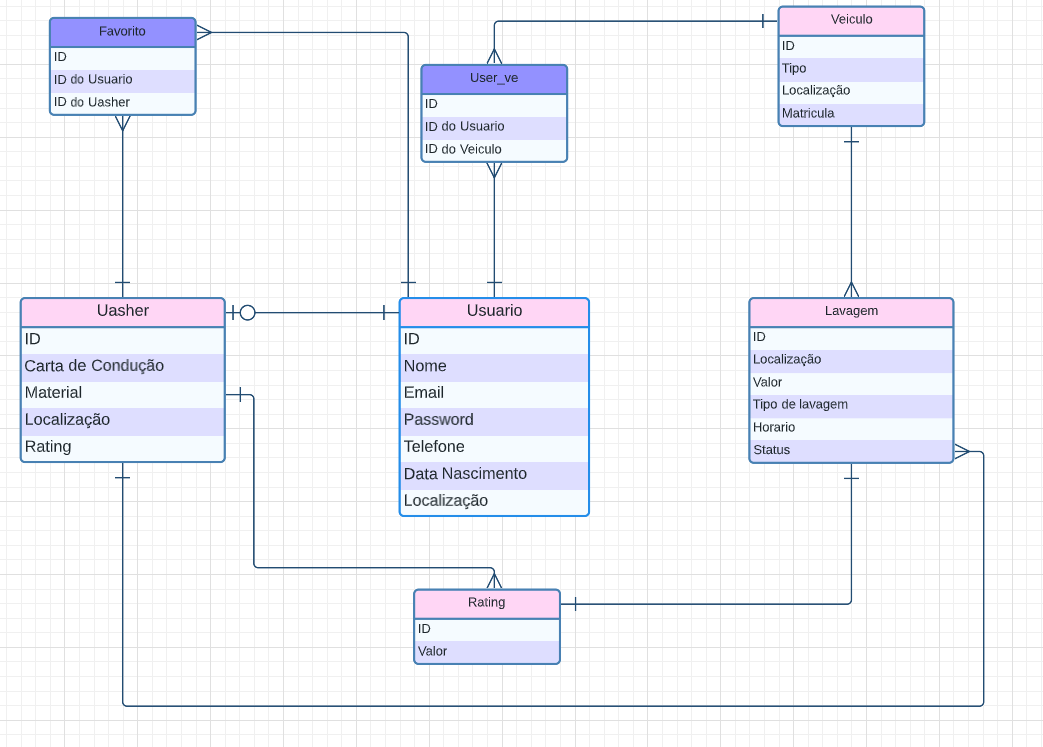 Favorito
ID
ID do Usuario
ID do Uasher
User_ve
ID
ID do Usuario
ID do Veiculo
Veiculo
ID
Tipo
Localização
Matricula
Uasher
ID
Carta de Condução
Material
Localização
Rating
Usuario
ID
Nome
Email
Password
Telefone
Data Nascimento
Localização
Lavagem
ID
Localização
Valor
Tipo de lavagem
Horario
Status
Rating
ID
Valor